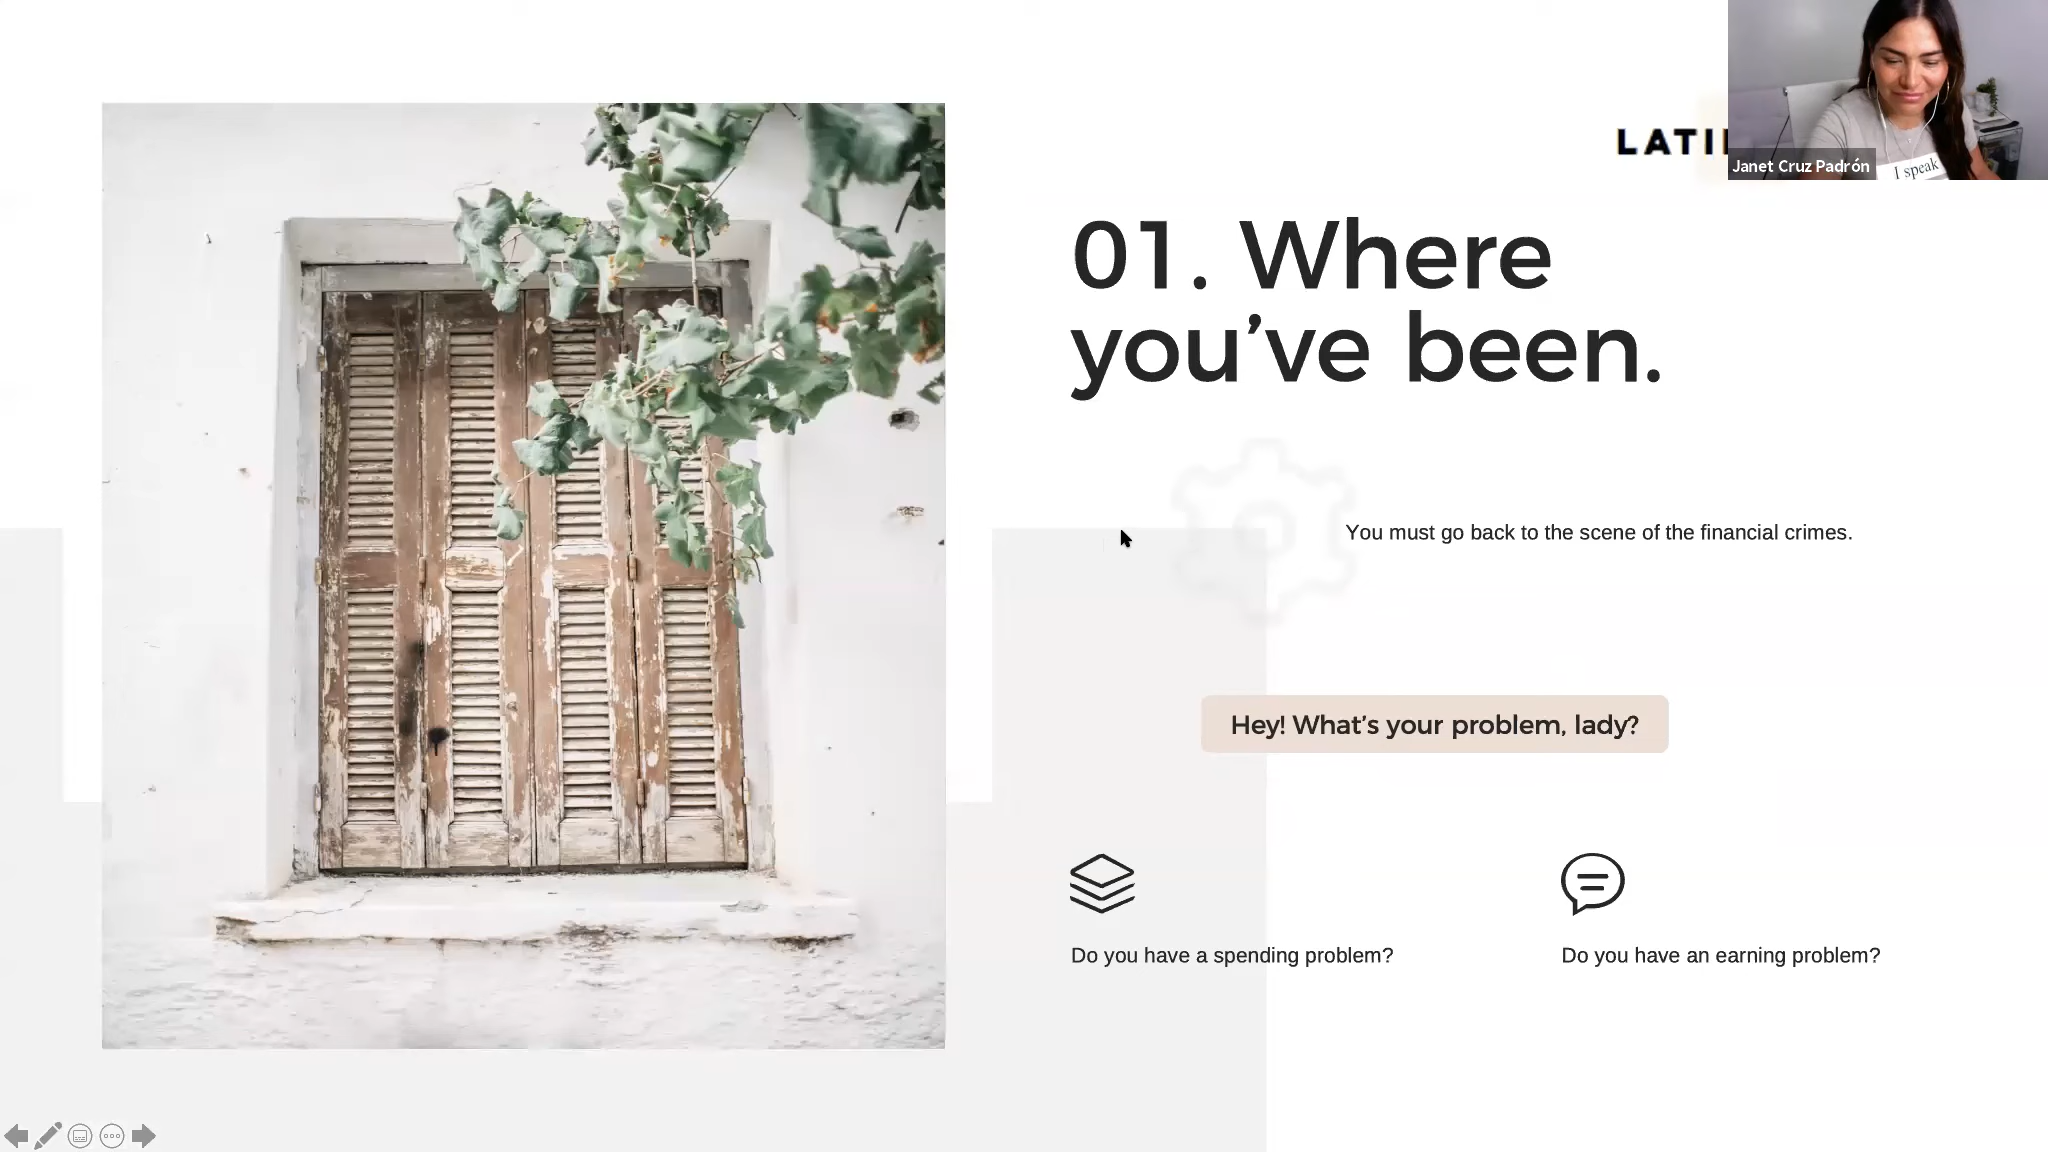 LATI
Janet Cruz Padrón
I speak
01. Where
you’ve been.
You must go back to the scene of the financial crimes.
Hey! What’s your problem, lady?
Do you have a spending problem?
Do you have an earning problem?